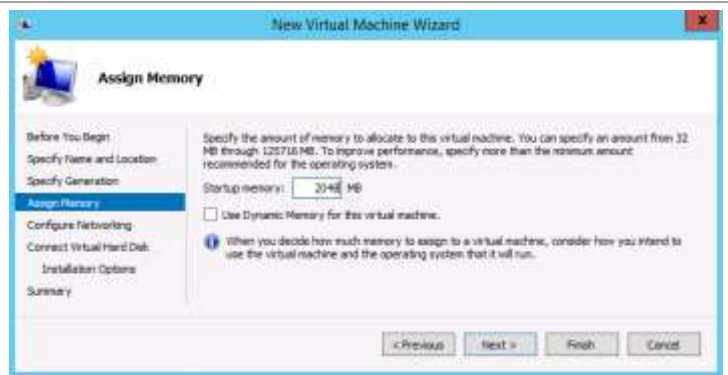 New Virtual Machine Wizard
x
Assign Memory
Before You Begin
Specify Name and Location
Specify Generation
Assign Memory
Configure Networking
Connect Virtual Hard Disk
Installation Options
Summary
Specify the amount of memory to allocate to this virtual machine. You can specify an amount from 32
MB through 125716 MB. To improve performance, specify more than the minimum amount
recommended for the operating system.
Startup memory: 2048 MB
Use Dynamic Memory for this virtual machine.
When you decide how much memory to assign to a virtual machine, consider how you intend to
use the virtual machine and the operating system that it will run.
< Previous Next > Finish Cancel